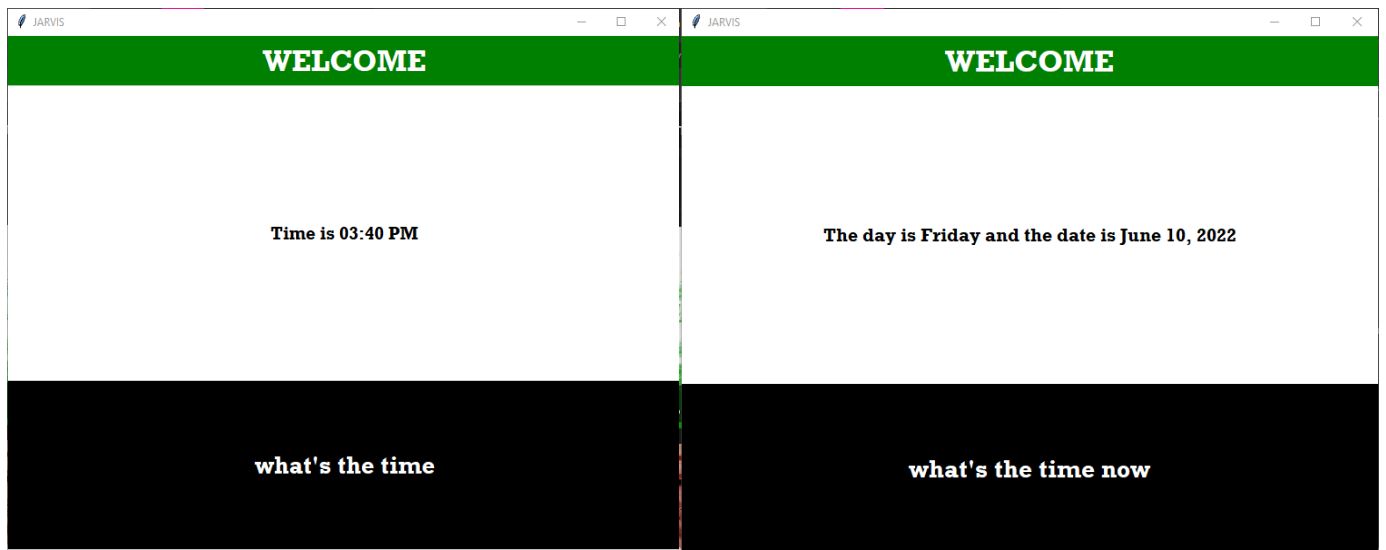 JARVIS
WELCOME
Time is 03:40 PM
what's the time
JARVIS
WELCOME
The day is Friday and the date is June 10, 2022
what's the time now